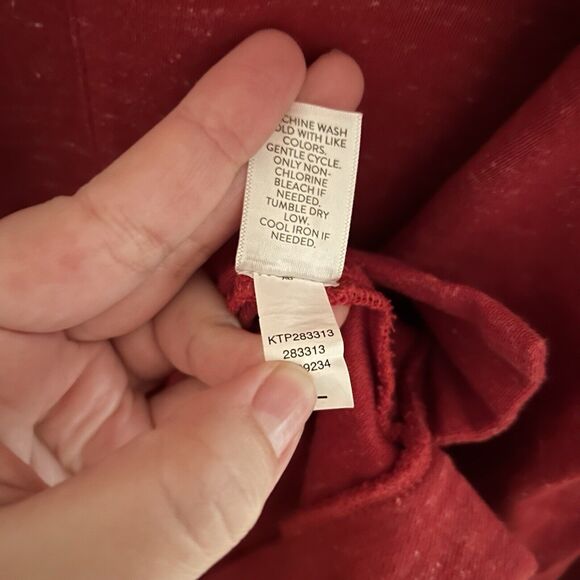 CHINE WASH
OLD WITH LIKE
COLORS.
GENTLE CYCLE.
ONLY NON-
CHLORINE
BLEACH IF
NEEDED.
TUMBLE DRY
LOW.
COOL IRON IF
NEEDED.
KTP283313
283313
9234